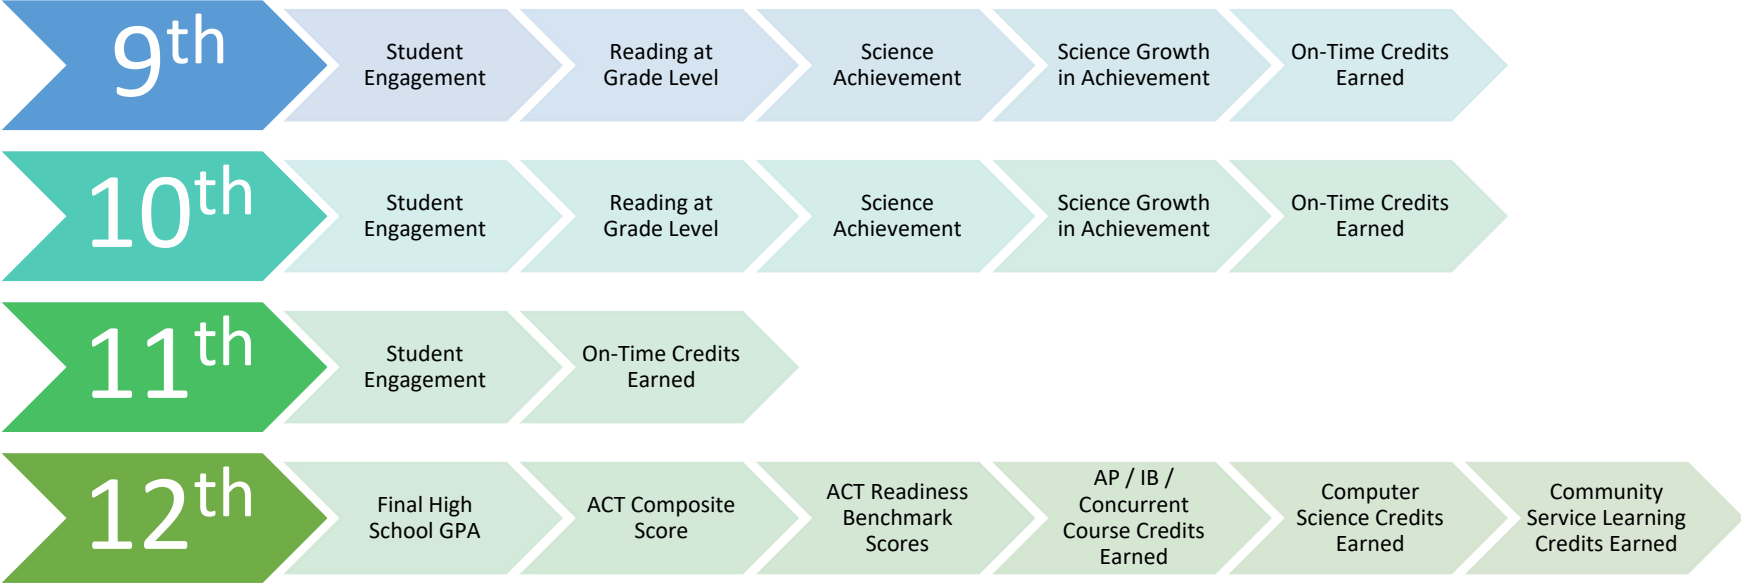 9th
Student
Engagement
Reading at
Grade Level
Science
Achievement
Science Growth
in Achievement
On-Time Credits
Earned
10th
Student
Engagement
Reading at
Grade Level
Science
Achievement
Science Growth
in Achievement
On-Time Credits
Earned
11th
Student
Engagement
On-Time Credits
Earned
12th
Final High
School GPA
ACT Composite
Score
ACT Readiness
Benchmark
Scores
AP / IB /
Concurrent
Course Credits
Earned
Computer
Science Credits
Earned
Community
Service Learning
Credits Earned